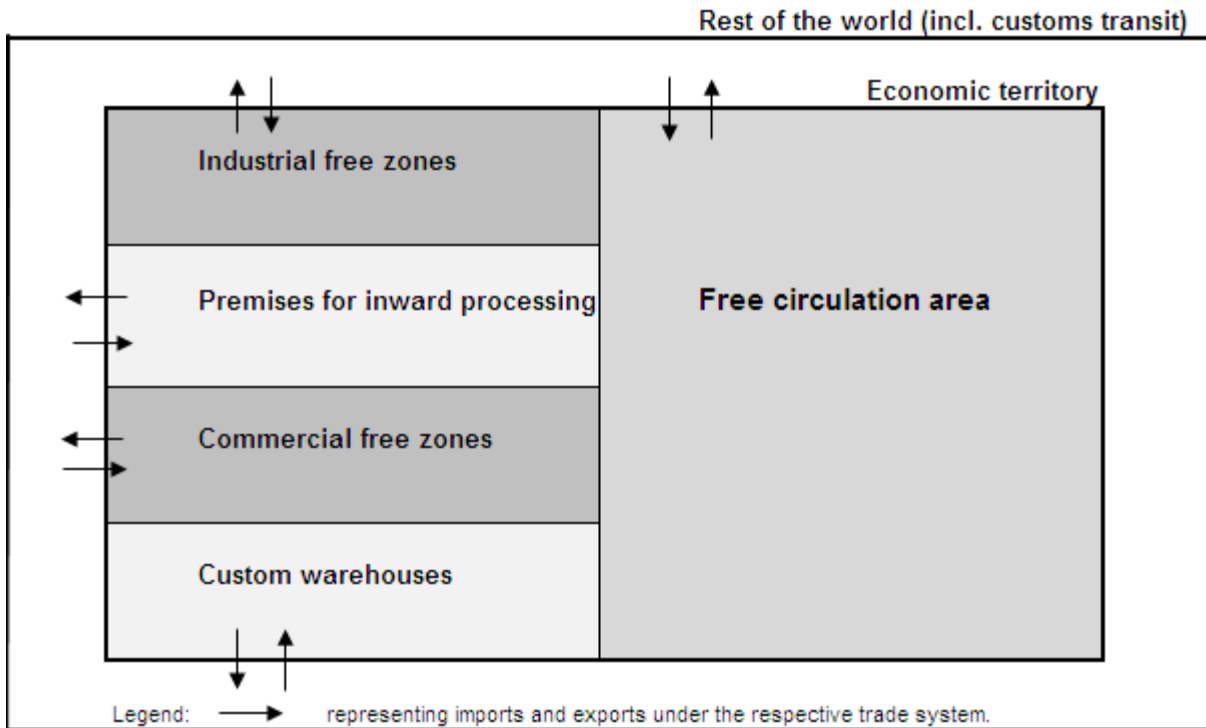 Rest of the world (incl. customs transit)
Economic territory
Industrial free zones
Premises for inward processing
Free circulation area
Commercial free zones
Custom warehouses
Legend: representing imports and exports under the respective trade system.